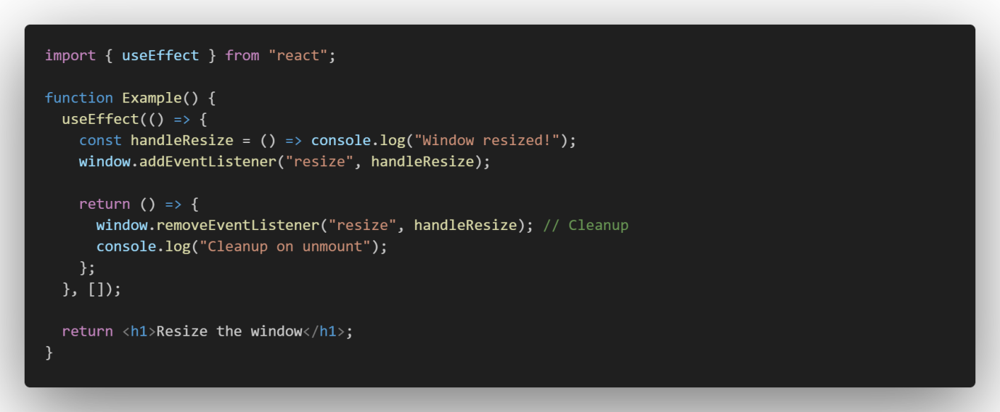 import { useEffect } from "react";

function Example() {
  useEffect(() => {
    const handleResize = () => console.log("Window resized!");
    window.addEventListener("resize", handleResize);

    return () => {
      window.removeEventListener("resize", handleResize); // Cleanup
      console.log("Cleanup on unmount");
    };
  }, []);

  return <h1>Resize the window</h1>;
}